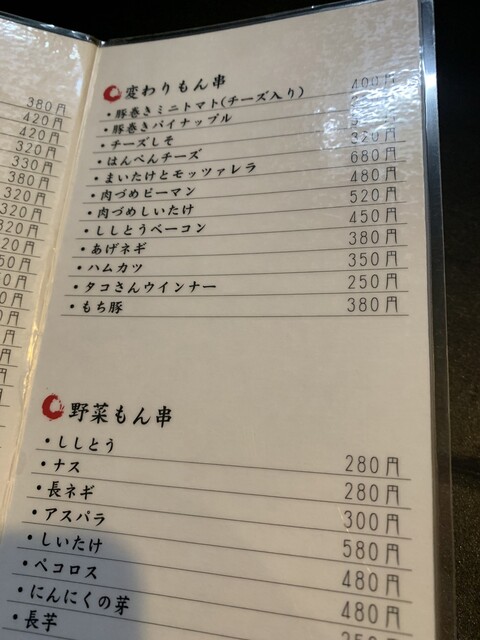 380円
420円
420円
320円
330円
380円
320円
320円
変わりもん串
・豚巻きミニトマト(チーズ入り) 400円
・豚巻きパイナップル
・チーズしそ
・はんぺんチーズ 320円
・まいたけとモッツァレラ 680円
・肉づめピーマン 480円
・肉づめしいたけ 520円
・ししとうベーコン 450円
・あげネギ 380円
・ハムカツ 350円
・タコさんウインナー 250円
・もち豚 380円
野菜もん串
・ししとう 280円
・ナス 280円
・長ネギ 300円
・アスパラ 580円
・しいたけ 480円
・ペコロス 480円
・にんにくの芽
・長芋